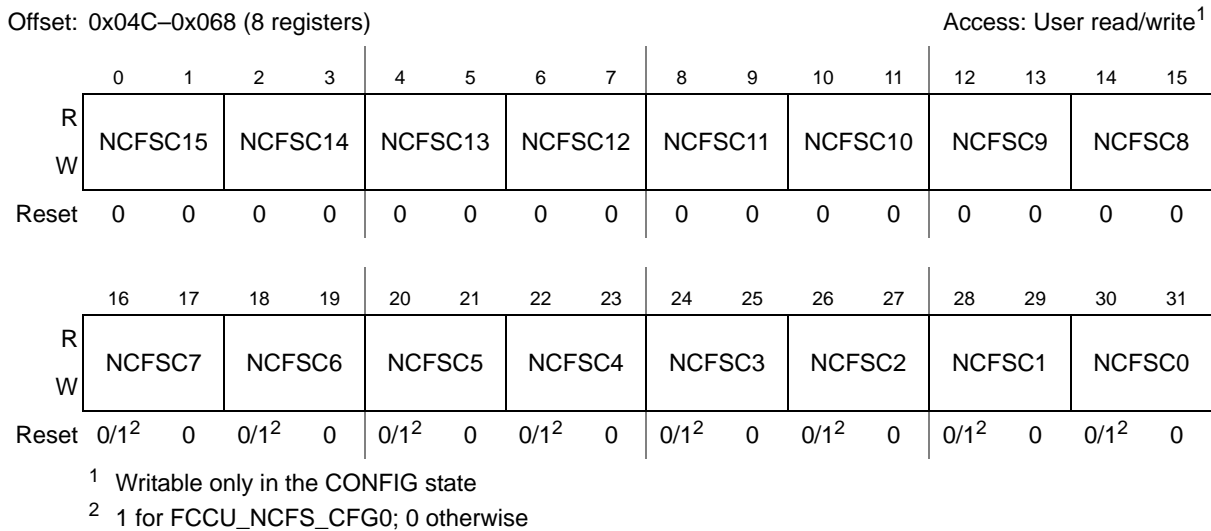 Offset: 0x04C–0x068 (8 registers) Access: User read/write1
0 1 2 3 4 5 6 7 8 9 10 11 12 13 14 15
R
NCFSC15 NCFSC14 NCFSC13 NCFSC12 NCFSC11 NCFSC10 NCFSC9 NCFSC8
W
Reset 0 0 0 0 0 0 0 0 0 0 0 0 0 0 0 0
16 17 18 19 20 21 22 23 24 25 26 27 28 29 30 31
R
NCFSC7 NCFSC6 NCFSC5 NCFSC4 NCFSC3 NCFSC2 NCFSC1 NCFSC0
W
Reset 0/12 0 0/12 0 0/12 0 0/12 0 0/12 0 0/12 0 0/12 0 0/12 0
1 Writable only in the CONFIG state
2 1 for FCCU_NCFS_CFG0; 0 otherwise